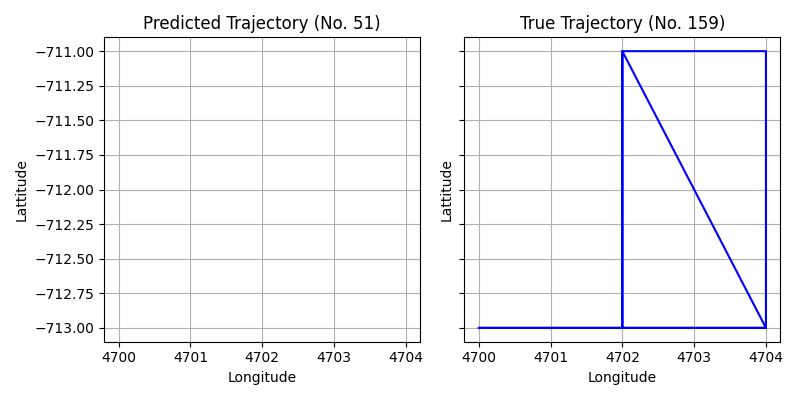 Predicted Trajectory (No. 51)
True Trajectory (No. 159)
Lattitude
−711.00
−711.25
−711.50
−711.75
−712.00
−712.25
−712.50
−712.75
−713.00
4700 4701 4702 4703 4704
Longitude
Lattitude
4700 4701 4702 4703 4704
Longitude